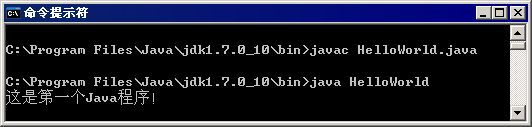 命令提示符
C:\Program Files\Java\jdk1.7.0_10\bin>javac HelloWorld.java
C:\Program Files\Java\jdk1.7.0_10\bin>java HelloWorld
这是第一个Java程序!